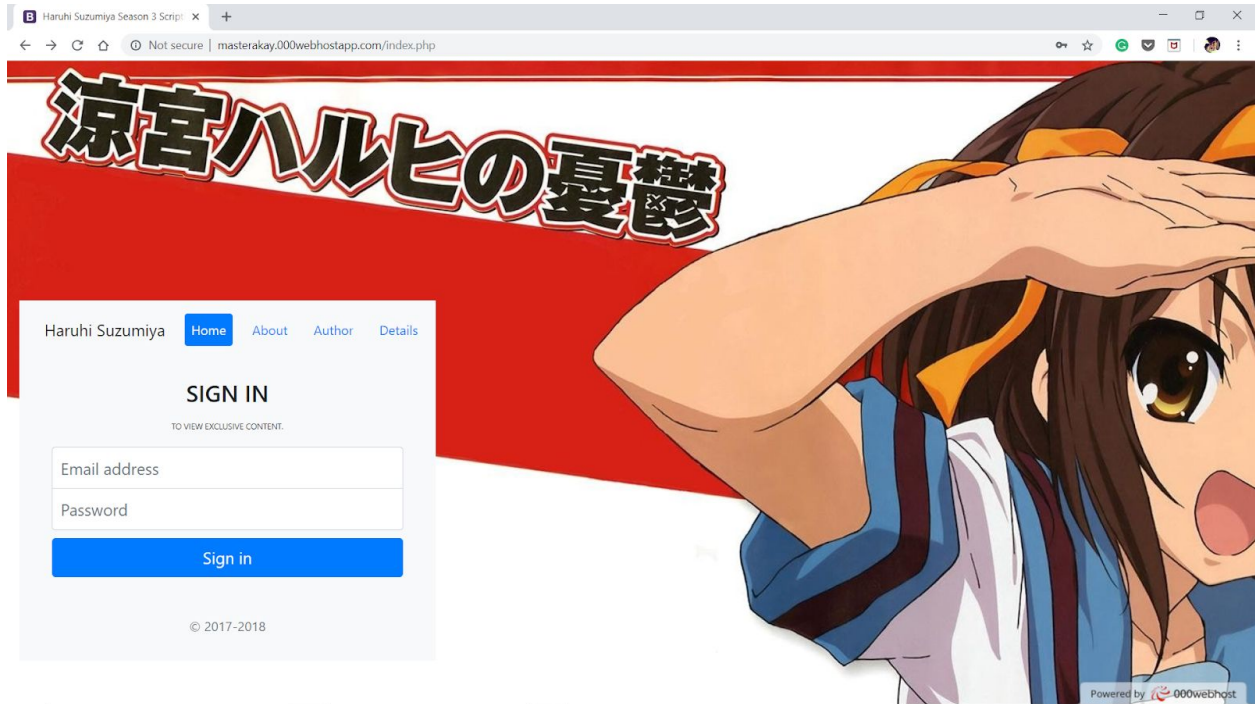 Haruhi Suzumiya Season 3 Script
Not secure | masterakay.000webhostapp.com/index.php
涼宮ハルヒの憂鬱
Haruhi Suzumiya Home About Author Details
SIGN IN
TO VIEW EXCLUSIVE CONTENT.
Email address
Password
Sign in
© 2017-2018
Powered by 000webhost